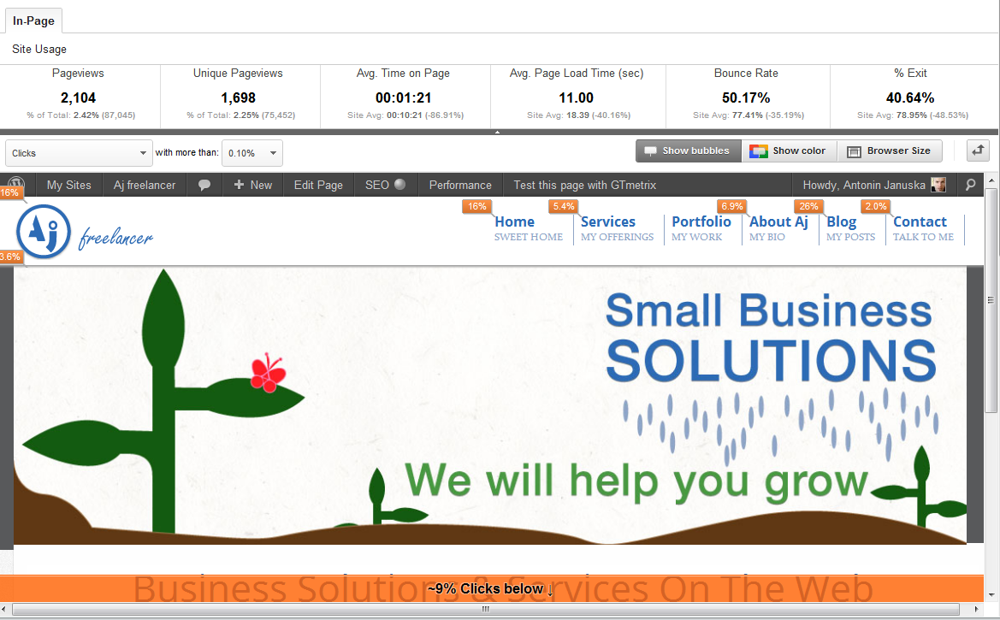 In-Page
Site Usage
Pageviews Unique Pageviews Avg. Time on Page Avg. Page Load Time (sec) Bounce Rate % Exit
2,104 1,698 00:01:21 11.00 50.17% 40.64%
% of Total: 2.42% (87,045) % of Total: 2.25% (75,452) Site Avg: 00:10:21 (-86.91%) Site Avg: 18.39 (-40.16%) Site Avg: 77.41% (-35.19%) Site Avg: 78.95% (-48.53%)
Clicks with more than: 0.10% Show bubbles Show color Browser Size
My Sites Aj freelancer New Edit Page SEO Performance Test this page with GTmetrix Howdy, Antonin Januska
16%
16% 5.4% 6.9% 26% 2.0%
Home Services Portfolio About Aj Blog Contact
SWEET HOME MY OFFERINGS MY WORK MY BIO MY POSTS TALK TO ME
Aj freelancer
3.6%
Small Business
SOLUTIONS
We will help you grow
Business Solutions & Services On The Web
~9% Clicks below ↓